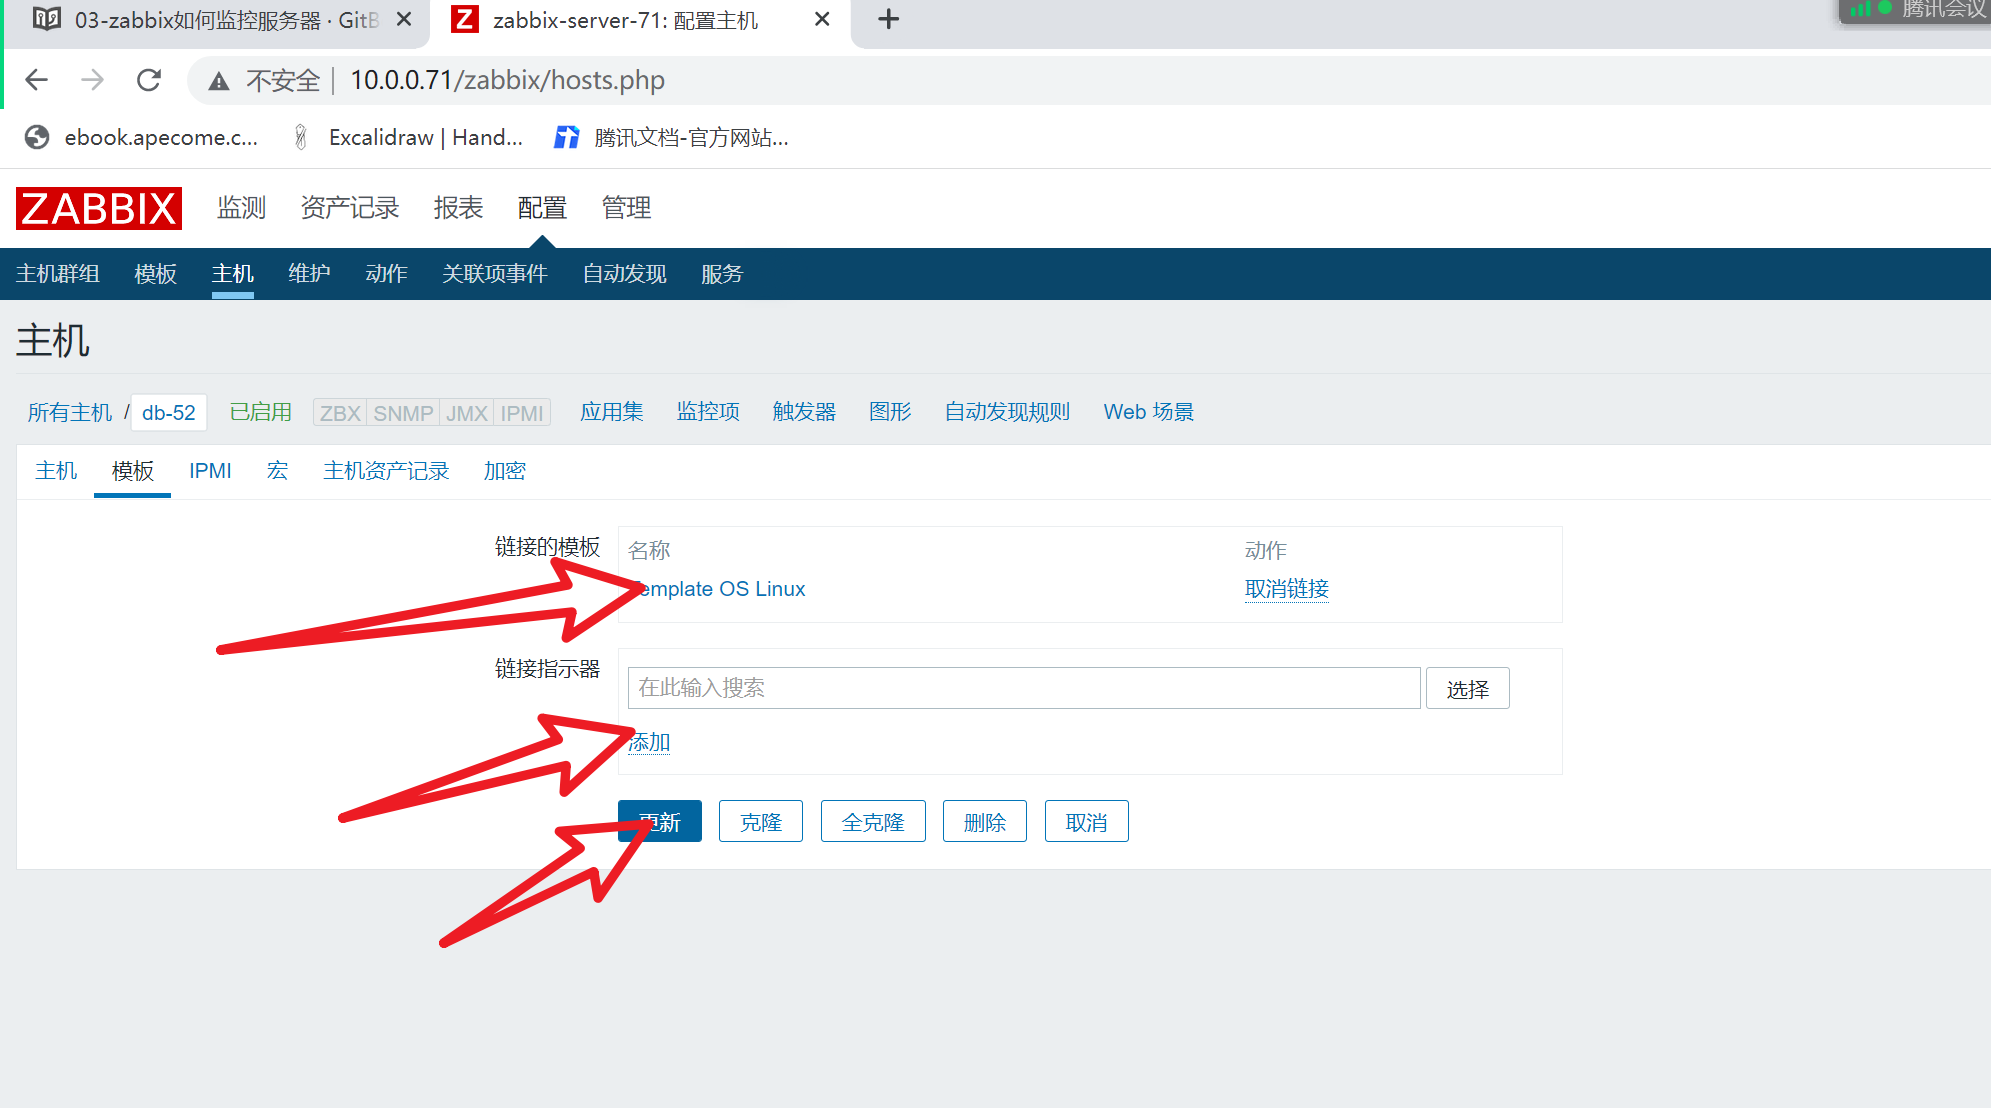 03-zabbix如何监控服务器 · GitB
zabbix-server-71: 配置主机
腾讯会议
不安全 10.0.0.71/zabbix/hosts.php
ebook.apecome.c...
Excalidraw | Hand...
腾讯文档-官方网站...
ZABBIX 监测 资产记录 报表 配置 管理
主机群组 模板 主机 维护 动作 关联项事件 自动发现 服务
主机
所有主机 / db-52 已启用 ZBX SNMP JMX IPMI 应用集 监控项 触发器 图形 自动发现规则 Web 场景
主机 模板 IPMI 宏 主机资产记录 加密
链接的模板 名称 动作
Template OS Linux 取消链接
链接指示器 在此输入搜索 选择
添加
更新 克隆 全克隆 删除 取消